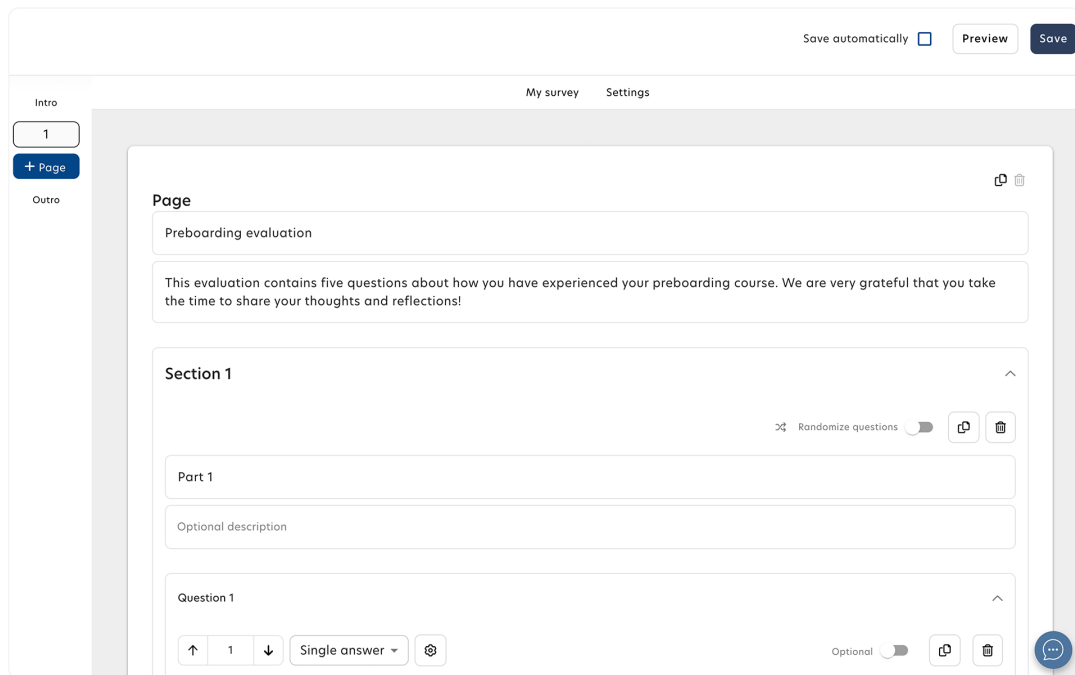 Save automatically
Preview
Save
My survey
Settings
Intro
1
+ Page
Outro
Page
Preboarding evaluation
This evaluation contains five questions about how you have experienced your preboarding course. We are very grateful that you take
the time to share your thoughts and reflections!
Section 1
Randomize questions
Part 1
Optional description
Question 1
1
Single answer
Optional